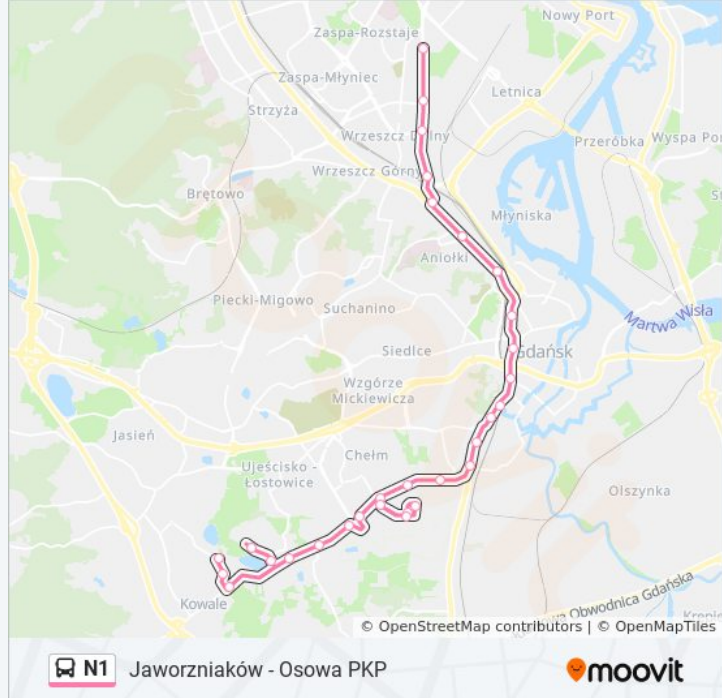 Nowy Port
Zaspa-Rozstaje
Zaspa-Młyniec
Letnica
Strzyża
Wrzeszcz Dolny
Przeróbka
Wyspa Por
Wrzeszcz Górny
Brętowo
St
Młyniska
Aniołki
Piecki-Migowo
Suchanino
Martwa Wisła
Siedlce
Gdańsk
Wzgórze
Mickiewicza
Jasień
Chełm
Ujeścisko -
Łostowice
Olszynka
Obwodnica Gdańska
Kowale
© OpenStreetMap contributors | © OpenMapTiles
N1 Jaworzniaków - Osowa PKP
moovit